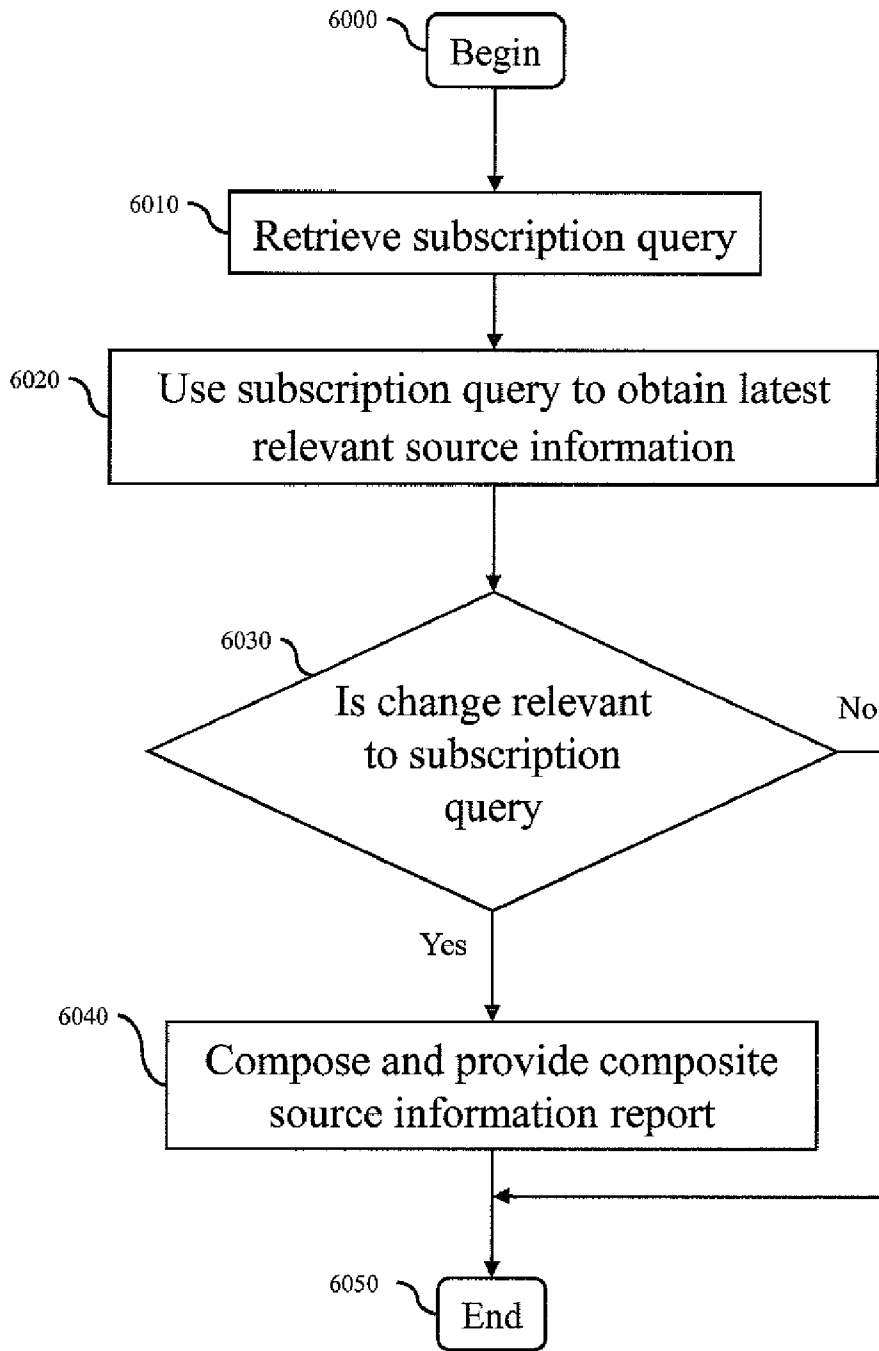 6000
Begin
6010
Retrieve subscription query
6020
Use subscription query to obtain latest
relevant source information
6030
Is change relevant
to subscription
query
No
Yes
6040
Compose and provide composite
source information report
6050
End